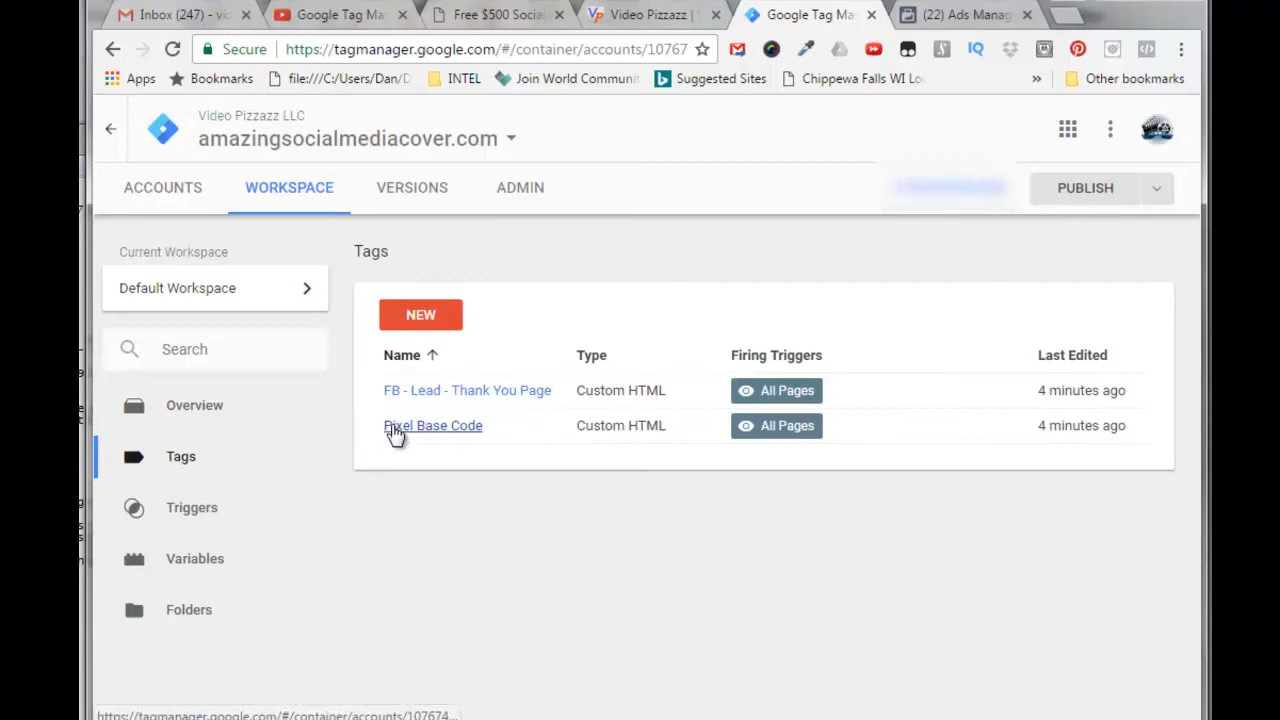 Inbox (247) - vi
Google Tag Ma
Free $500 Socia
Video Pizzazz |
Google Tag Ma
(22) Ads Manag
Secure
https://tagmanager.google.com/#/container/accounts/10767
Apps
Bookmarks
file:///C:/Users/Dan/D
INTEL
Join World Commun
Suggested Sites
Chippewa Falls WI Lo
»
Other bookmarks
Video Pizzazz LLC
amazingsocialmediacover.com
ACCOUNTS
WORKSPACE
VERSIONS
ADMIN
PUBLISH
Current Workspace
Default Workspace
Search
Overview
Tags
Triggers
Variables
Folders
Tags
NEW
Name
Type
Firing Triggers
Last Edited
FB - Lead - Thank You Page
Custom HTML
All Pages
4 minutes ago
Pixel Base Code
Custom HTML
All Pages
4 minutes ago
https://tagmanager.google.com/#/container/accounts/107674...